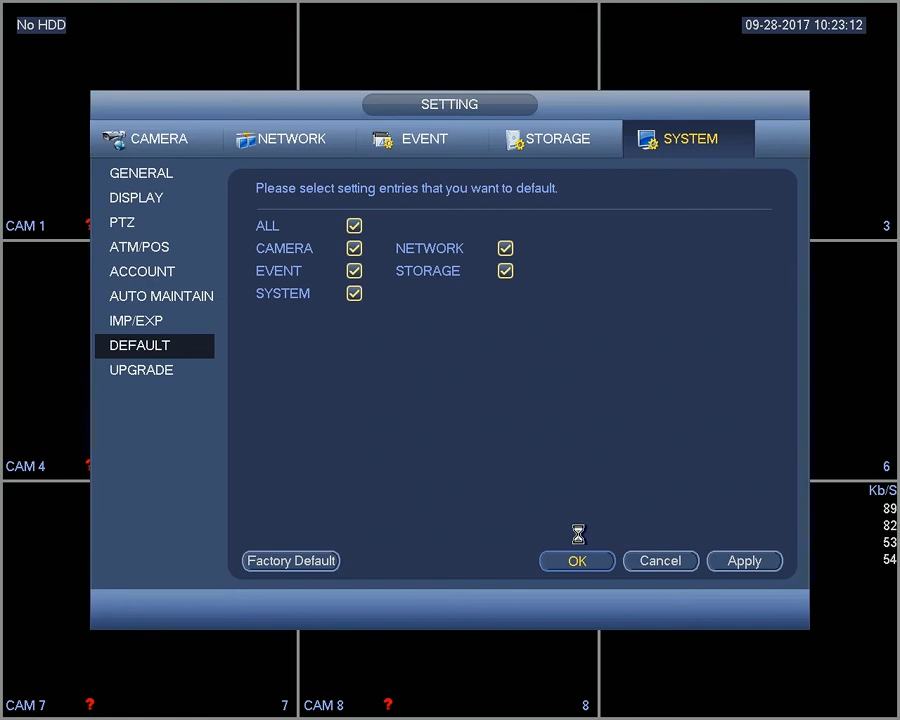 No HDD
09-28-2017 10:23:12
SETTING
CAMERA NETWORK EVENT STORAGE SYSTEM
GENERAL
DISPLAY
PTZ
ATM/POS
ACCOUNT
AUTO MAINTAIN
IMP/EXP
DEFAULT
UPGRADE
Please select setting entries that you want to default.
ALL
CAMERA NETWORK
EVENT STORAGE
SYSTEM
Factory Default OK Cancel Apply
CAM 1 ? 3
CAM 4 ? 6
Kb/S
89
82
53
54
CAM 7 ? 7 CAM 8 ? 8